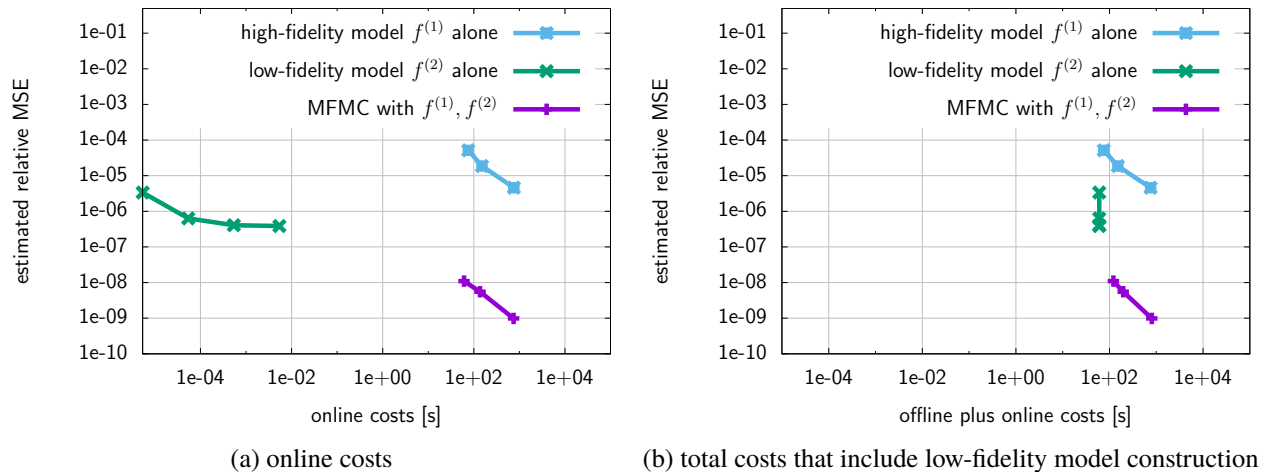 high-fidelity model f^(1) alone
low-fidelity model f^(2) alone
MFMC with f^(1), f^(2)
1e-01
1e-02
1e-03
1e-04
1e-05
1e-06
1e-07
1e-08
1e-09
1e-10
estimated relative MSE
1e-04 1e-02 1e+00 1e+02 1e+04
online costs [s]
(a) online costs
high-fidelity model f^(1) alone
low-fidelity model f^(2) alone
MFMC with f^(1), f^(2)
1e-01
1e-02
1e-03
1e-04
1e-05
1e-06
1e-07
1e-08
1e-09
1e-10
estimated relative MSE
1e-04 1e-02 1e+00 1e+02 1e+04
offline plus online costs [s]
(b) total costs that include low-fidelity model construction